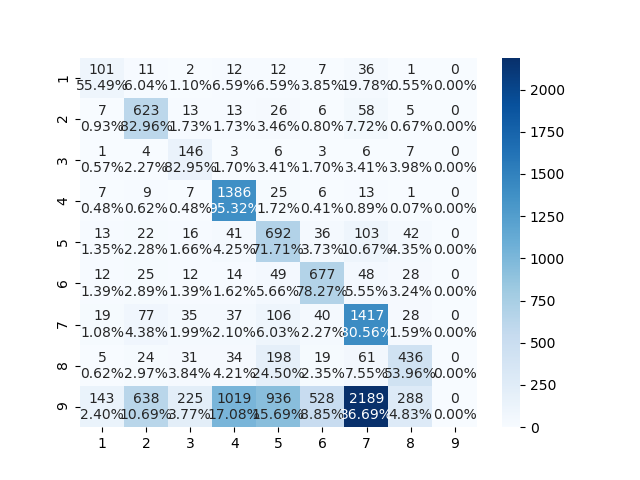 101 11 2 12 12 7 36 1 0
55.49% 6.04% 1.10% 6.59% 6.59% 3.85% 19.78% 0.55% 0.00%
1
7 623 13 13 26 6 58 5 0
0.93% 82.96% 1.73% 1.73% 3.46% 0.80% 7.72% 0.67% 0.00%
2
1 4 146 3 6 3 6 7 0
0.57% 2.27% 82.95% 1.70% 3.41% 1.70% 3.41% 3.98% 0.00%
3
7 9 7 1386 25 6 13 1 0
0.48% 0.62% 0.48% 95.32% 1.72% 0.41% 0.89% 0.07% 0.00%
4
13 22 16 41 692 36 103 42 0
1.35% 2.28% 1.66% 4.25% 71.71% 3.73% 10.67% 4.35% 0.00%
5
12 25 12 14 49 677 48 28 0
1.39% 2.89% 1.39% 1.62% 5.66% 78.27% 5.55% 3.24% 0.00%
6
19 77 35 37 106 40 1417 28 0
1.08% 4.38% 1.99% 2.10% 6.03% 2.27% 80.56% 1.59% 0.00%
7
5 24 31 34 198 19 61 436 0
0.62% 2.97% 3.84% 4.21% 24.50% 2.35% 7.55% 53.96% 0.00%
8
143 638 225 1019 936 528 2189 288 0
2.40% 10.69% 3.77% 17.08% 15.69% 8.85% 36.69% 4.83% 0.00%
9
1 2 3 4 5 6 7 8 9
2000
1750
1500
1250
1000
750
500
250
0